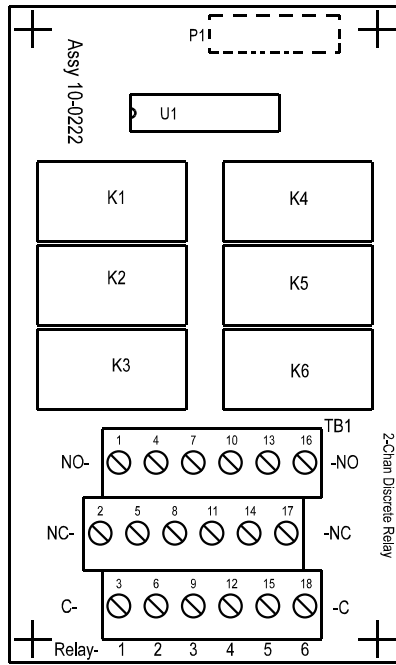 P1
Assy 10-0222
U1
K1 K4
K2 K5
K3 K6
TB1
1 4 7 10 13 16
NO- -NO
2 5 8 11 14 17
NC- -NC
3 6 9 12 15 18
C- -C
Relay- 1 2 3 4 5 6
2-Chan Discrete Relay